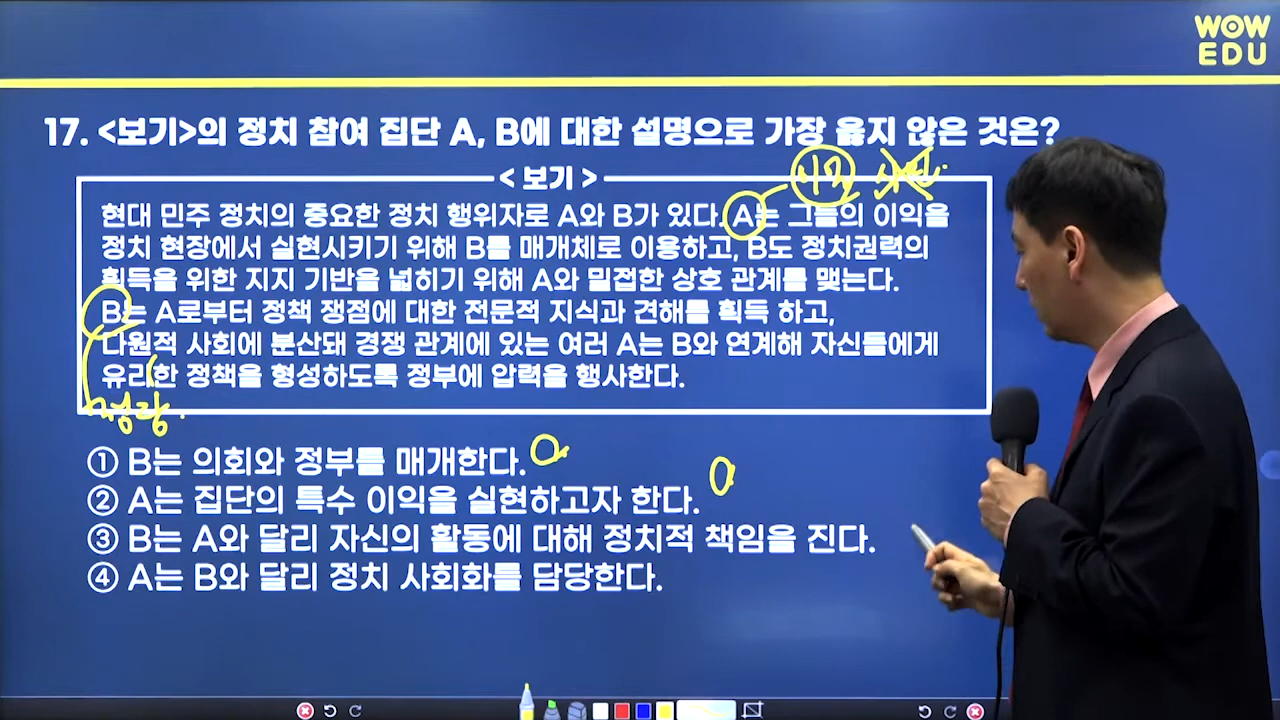 WOW
EDU
17. <보기>의 정치 참여 집단 A, B에 대한 설명으로 가장 옳지 않은 것은?
< 보기 >
현대 민주 정치의 중요한 정치 행위자로 A와 B가 있다. A는 그들의 이익을
정치 현장에서 실현시키기 위해 B를 매개체로 이용하고, B도 정치권력의
획득을 위한 지지 기반을 넓히기 위해 A와 밀접한 상호 관계를 맺는다.
B는 A로부터 정책 쟁점에 대한 전문적 지식과 견해를 획득 하고,
다원적 사회에 분산돼 경쟁 관계에 있는 여러 A는 B와 연계해 자신들에게
유리한 정책을 형성하도록 정부에 압력을 행사한다.
정당.
① B는 의회와 정부를 매개한다.
② A는 집단의 특수 이익을 실현하고자 한다.
③ B는 A와 달리 자신의 활동에 대해 정치적 책임을 진다.
④ A는 B와 달리 정치 사회화를 담당한다.